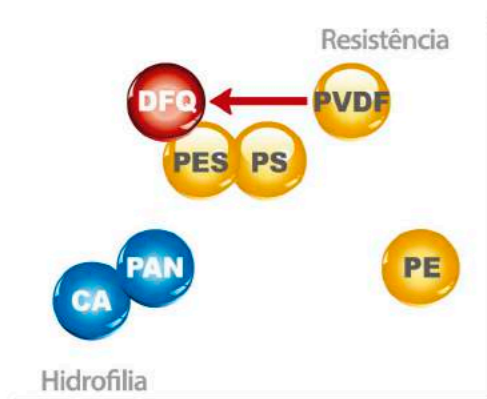 Resistência
DFQ PVDF
PES PS
PAN PE
CA
Hidrofilia